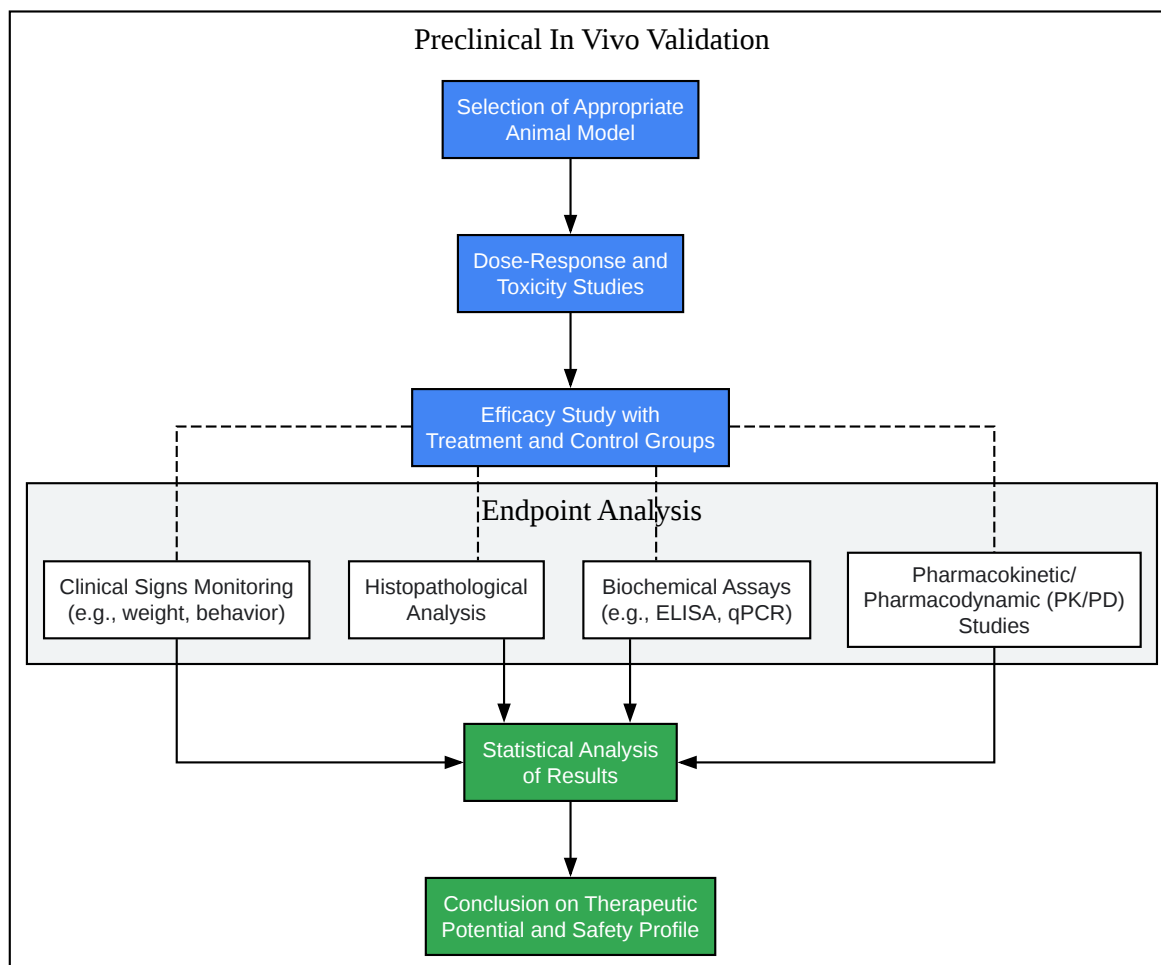 Preclinical In Vivo Validation
Selection of Appropriate
Animal Model
Dose-Response and
Toxicity Studies
Efficacy Study with
Treatment and Control Groups
Endpoint Analysis
Clinical Signs Monitoring
(e.g., weight, behavior)
Histopathological
Analysis
Biochemical Assays
(e.g., ELISA, qPCR)
Pharmacokinetic/
Pharmacodynamic (PK/PD)
Studies
Statistical Analysis
of Results
Conclusion on Therapeutic
Potential and Safety Profile